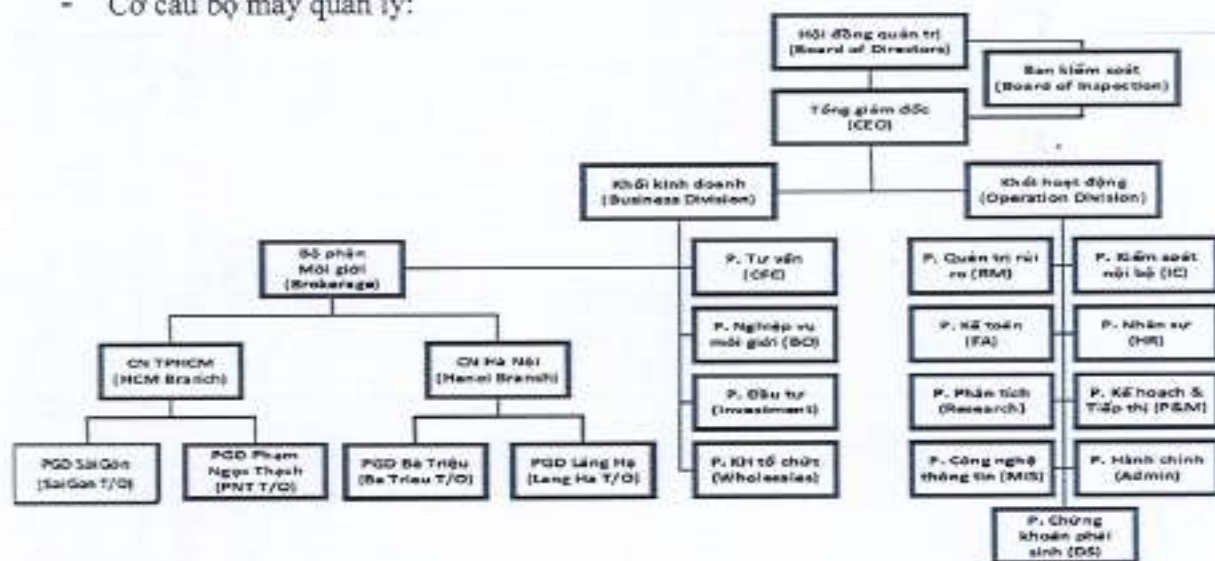 - Cơ cấu bộ máy quản lý:
Hội đồng quản trị
(Board of Directors)
Ban kiểm soát
(Board of Inspection)
Tổng giám đốc
(CEO)
Khối kinh doanh
(Business Division)
Khối hoạt động
(Operation Division)
Bộ phận
Môi giới
(Brokerage)
P. Tư vấn
(CFC)
P. Quản trị rủi
ro (RM)
P. Kiểm soát
nội bộ (IC)
P. Nghiệp vụ
môi giới (BO)
P. Kế toán
(FA)
P. Nhân sự
(HR)
CN TPHCM
(HCM Branch)
CN Hà Nội
(Hanoi Branch)
P. Đầu tư
(Investment)
P. Phân tích
(Research)
P. Kế hoạch &
Tiếp thị (P&M)
PGD Sài Gòn
(Sai Gon T/O)
PGD Phạm
Ngọc Thạch
(PNT T/O)
PGD Bà Triệu
(Ba Trieu T/O)
PGD Láng Hạ
(Lang Ha T/O)
P. KH tổ chức
(Wholesales)
P. Công nghệ
thông tin (MIS)
P. Hành chính
(Admin)
P. Chứng
khoán phái
sinh (DS)